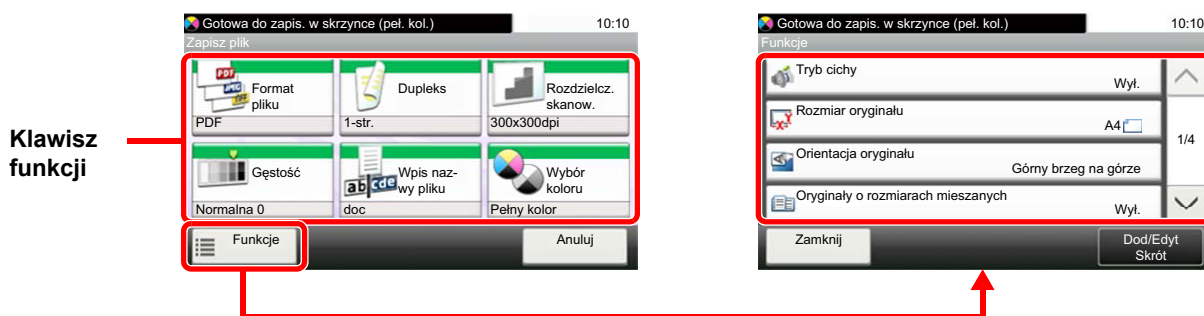 Klawisz
funkcji
Gotowa do zapis. w skrzynce (peł. kol.)
10:10
Zapisz plik
PDF
JPEG
TIFF
Format
pliku
PDF
Dupleks
1-str.
Rozdzielcz.
skanow.
300x300dpi
Gęstość
Normalna 0
ab cde
Wpis naz-
wy pliku
doc
Wybór
koloru
Pełny kolor
Funkcje
Anuluj
Gotowa do zapis. w skrzynce (peł. kol.)
10:10
Funkcje
Tryb cichy
Wył.
Rozmiar oryginału
A4
Orientacja oryginału
Górny brzeg na górze
Oryginały o rozmiarach mieszanych
Wył.
1/4
Zamknij
Dod/Edyt
Skrót